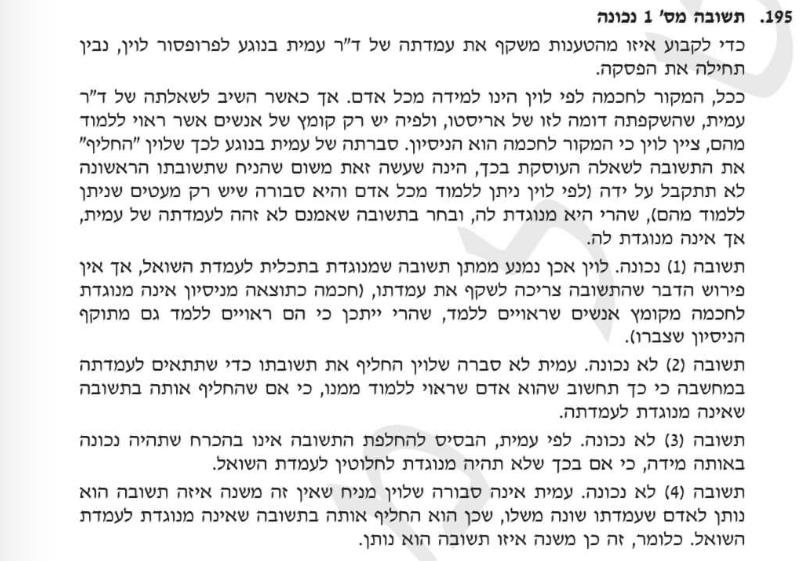 195. תשובה מס' 1 נכונה
כדי לקבוע איזו מהטענות משקף את עמדתה של ד"ר עמית בנוגע לפרופסור לוין, נבין
תחילה את הפסקה.
ככל, המקור לחכמה לפי לוין הינו למידה מכל אדם. אך כאשר השיב לשאלתה של ד"ר
עמית, שהשקפתה דומה לזו של אריסטו, ולפיה יש רק קומץ של אנשים אשר ראוי ללמוד
מהם, ציין לוין כי המקור לחכמה הוא הניסיון. סברתה של עמית בנוגע לכך שלוין "החליף"
את התשובה לשאלה העוסקת בכך, הינה שעשה זאת משום שהניח שתשובתו הראשונה
לא תתקבל על ידה (לפי לוין ניתן ללמוד מכל אדם והיא סבורה שיש רק מעטים שניתן
ללמוד מהם), שהרי היא מנוגדת לה, ובחר בתשובה שאמנם לא זהה לעמדתה של עמית,
אך אינה מנוגדת לה.
תשובה (1) נכונה. לוין אכן נמנע ממתן תשובה שמנוגדת בתכלית לעמדת השואל, אך אין
פירוש הדבר שהתשובה צריכה לשקף את עמדתו, (חכמה כתוצאה מניסיון אינה מנוגדת
לחכמה מקומץ אנשים שראויים ללמד, שהרי ייתכן כי הם ראויים ללמד גם מתוקף
הניסיון שצברו).
תשובה (2) לא נכונה. עמית לא סברה שלוין החליף את תשובתו כדי שתתאים לעמדתה
במחשבה כי כך תחשוב שהוא אדם שראוי ללמוד ממנו, כי אם שהחליף אותה בתשובה
שאינה מנוגדת לעמדתה.
תשובה (3) לא נכונה. לפי עמית, הבסיס להחלפת התשובה אינו בהכרח שתהיה נכונה
באותה מידה, כי אם בכך שלא תהיה מנוגדת לחלוטין לעמדת השואל.
תשובה (4) לא נכונה. עמית אינה סבורה שלוין מניח שאין זה משנה איזה תשובה הוא
נותן לאדם שעמדתו שונה משלו, שכן הוא החליף אותה בתשובה שאינה מנוגדת לעמדת
השואל. כלומר, זה כן משנה איזו תשובה הוא נותן.